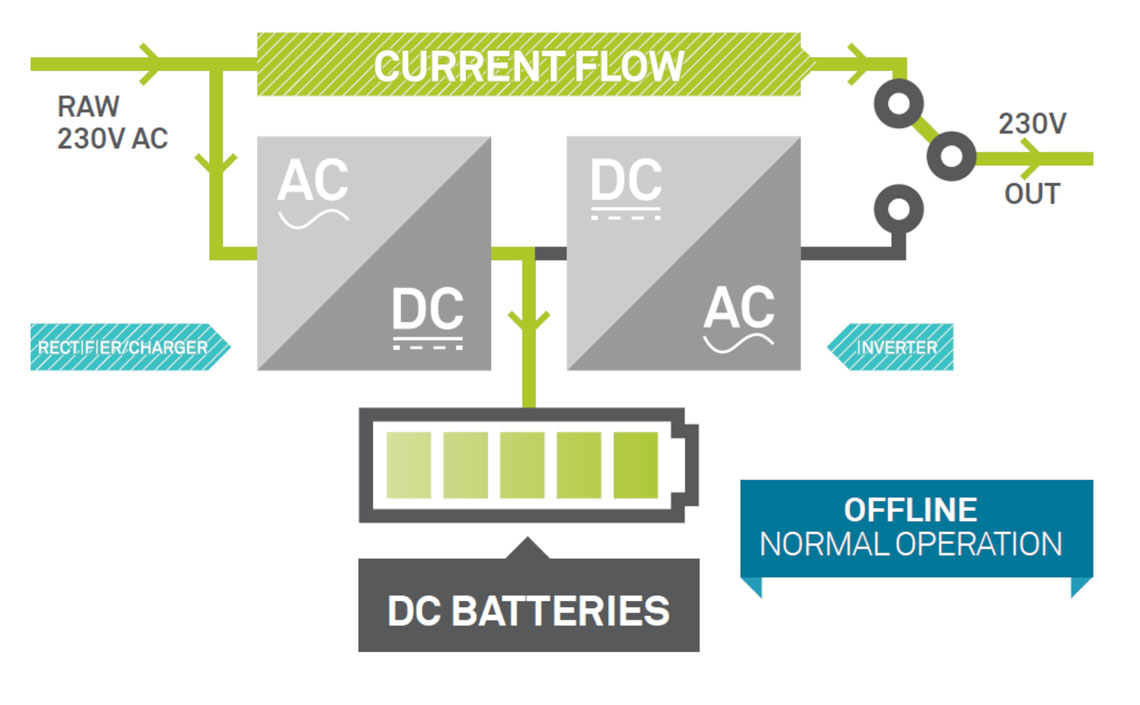 CURRENT FLOW
RAW
230V AC
230V
OUT
AC
DC
DC
AC
RECTIFIER/CHARGER
INVERTER
OFFLINE
NORMAL OPERATION
DC BATTERIES